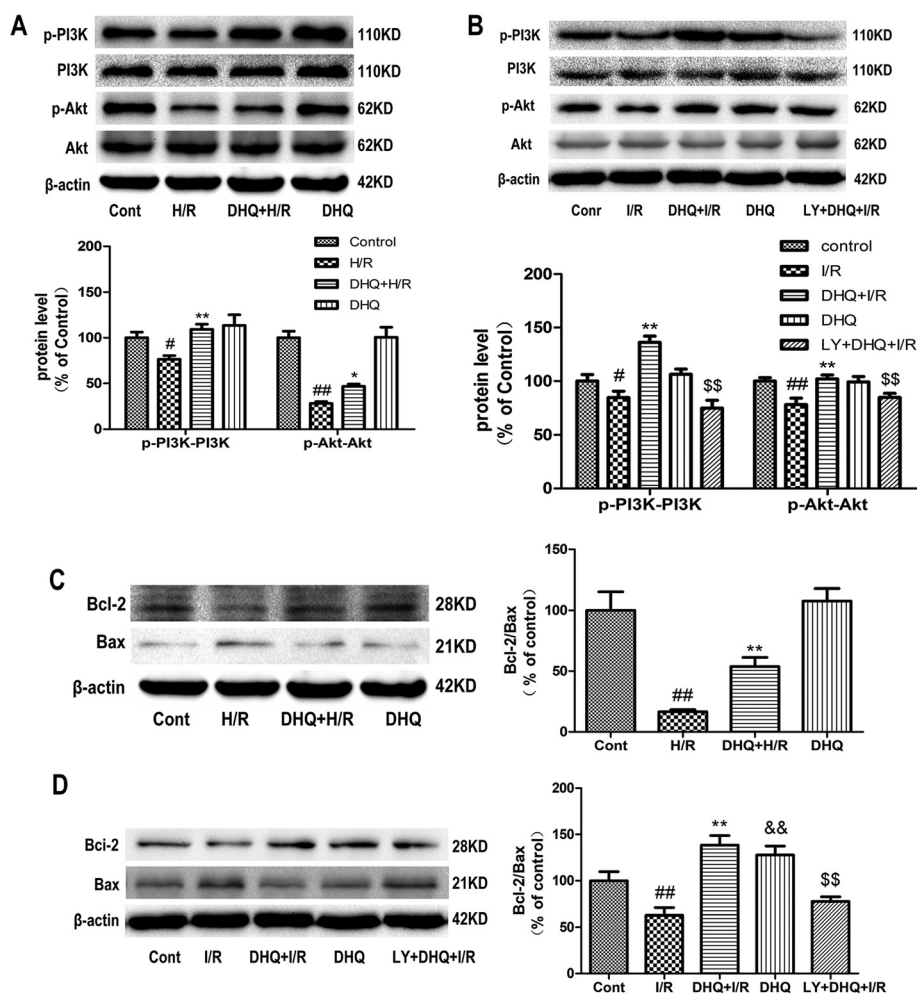 A
p-PI3K 110KD
PI3K 110KD
p-Akt 62KD
Akt 62KD
β-actin 42KD
Cont H/R DHQ+H/R DHQ
protein level
(% of Control)
200
150
100
50
0
Control
H/R
DHQ+H/R
DHQ
# ** ## *
p-PI3K-PI3K p-Akt-Akt
B
p-PI3K 110KD
PI3K 110KD
p-Akt 62KD
Akt 62KD
β-actin 42KD
Conr I/R DHQ+I/R DHQ LY+DHQ+I/R
protein level
(% of Control)
200
150
100
50
0
control
I/R
DHQ+I/R
DHQ
LY+DHQ+I/R
# ** $$ ## ** $$
p-PI3K-PI3K p-Akt-Akt
C
Bcl-2 28KD
Bax 21KD
β-actin 42KD
Cont H/R DHQ+H/R DHQ
Bcl-2/Bax
( % of control)
150
100
50
0
## **
Cont H/R DHQ+H/R DHQ
D
Bci-2 28KD
Bax 21KD
β-actin 42KD
Cont I/R DHQ+I/R DHQ LY+DHQ+I/R
Bcl-2/Bax
(% of control)
200
150
100
50
0
## ** && $$
Cont I/R DHQ+I/R DHQ LY+DHQ+I/R